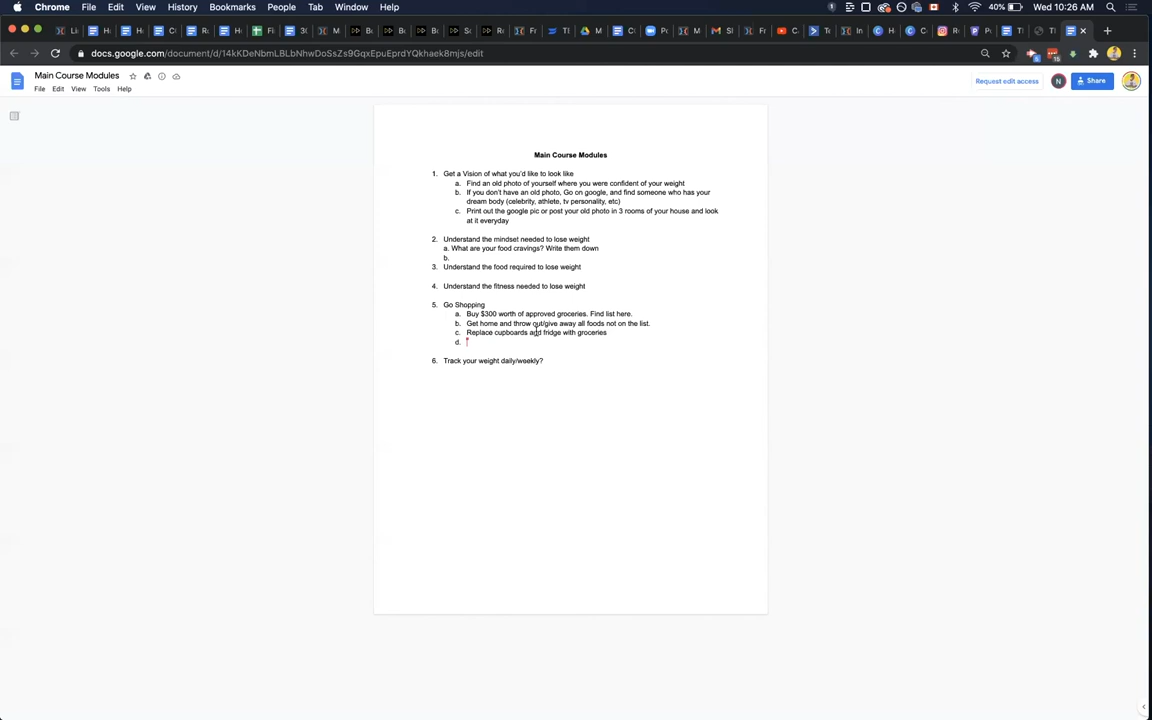 Chrome File Edit View History Bookmarks People Tab Window Help 40% Wed 10:26 AM
docs.google.com/document/d/14kKDeNbmLBLbNhwDoSsZs9GqxEpuEprdYQkhaek8mjs/edit
Main Course Modules
Request edit access N Share
File Edit View Tools Help
Main Course Modules
1. Get a Vision of what you'd like to look like
a. Find an old photo of yourself where you were confident of your weight
b. If you don't have an old photo, Go on google, and find someone who has your
dream body (celebrity, athlete, tv personality, etc)
c. Print out the google pic or post your old photo in 3 rooms of your house and look
at it everyday
2. Understand the mindset needed to lose weight
a. What are your food cravings? Write them down
b.
3. Understand the food required to lose weight
4. Understand the fitness needed to lose weight
5. Go Shopping
a. Buy $300 worth of approved groceries. Find list here.
b. Get home and throw out/give away all foods not on the list.
c. Replace cupboards and fridge with groceries
d.
6. Track your weight daily/weekly?